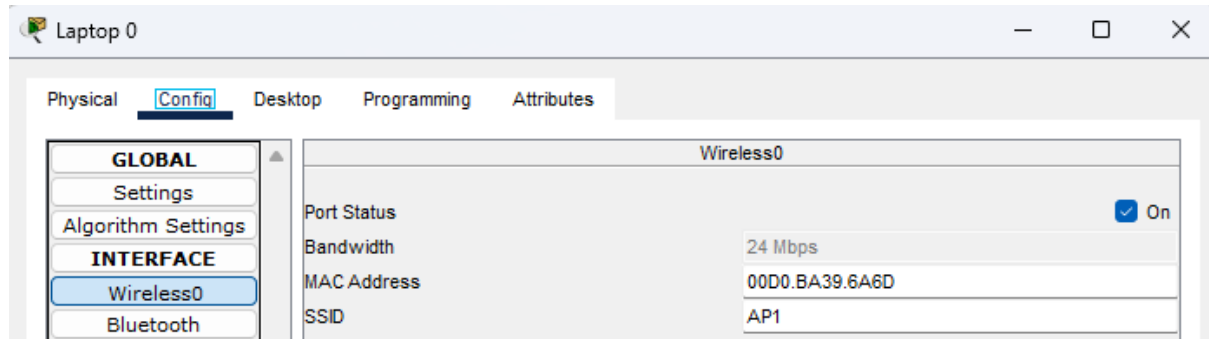 Laptop 0
Physical Config Desktop Programming Attributes
GLOBAL
Settings
Algorithm Settings
INTERFACE
Wireless0
Bluetooth
Wireless0
Port Status On
Bandwidth 24 Mbps
MAC Address 00D0.BA39.6A6D
SSID AP1